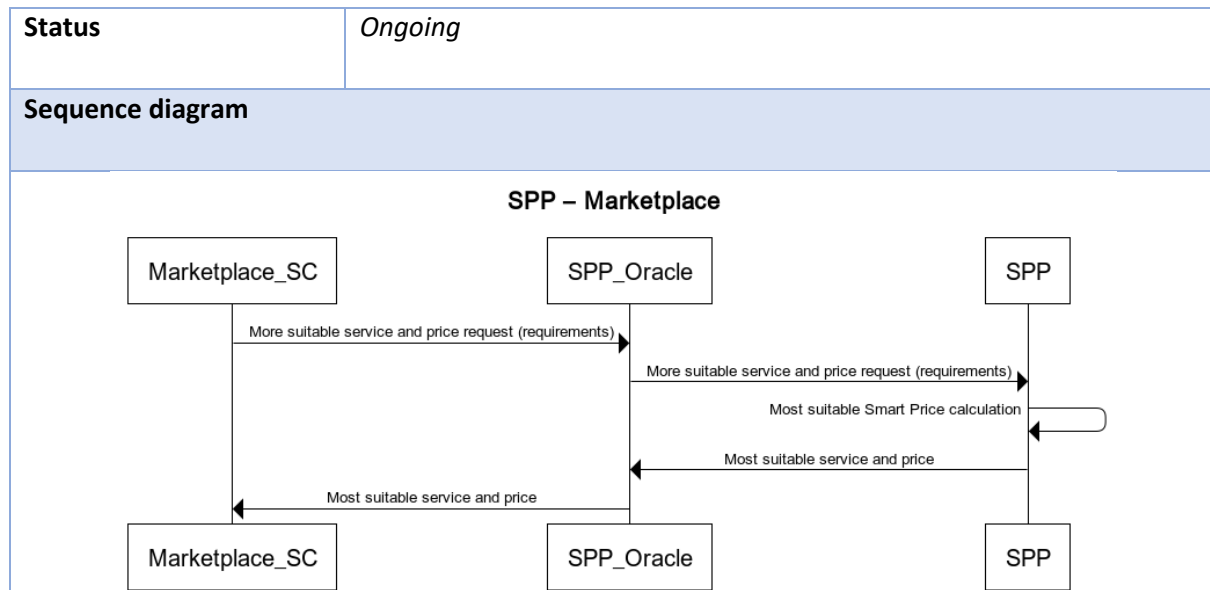 Status
Ongoing
Sequence diagram
SPP – Marketplace
Marketplace_SC
SPP_Oracle
SPP
More suitable service and price request (requirements)
More suitable service and price request (requirements)
Most suitable Smart Price calculation
Most suitable service and price
Most suitable service and price
Marketplace_SC
SPP_Oracle
SPP